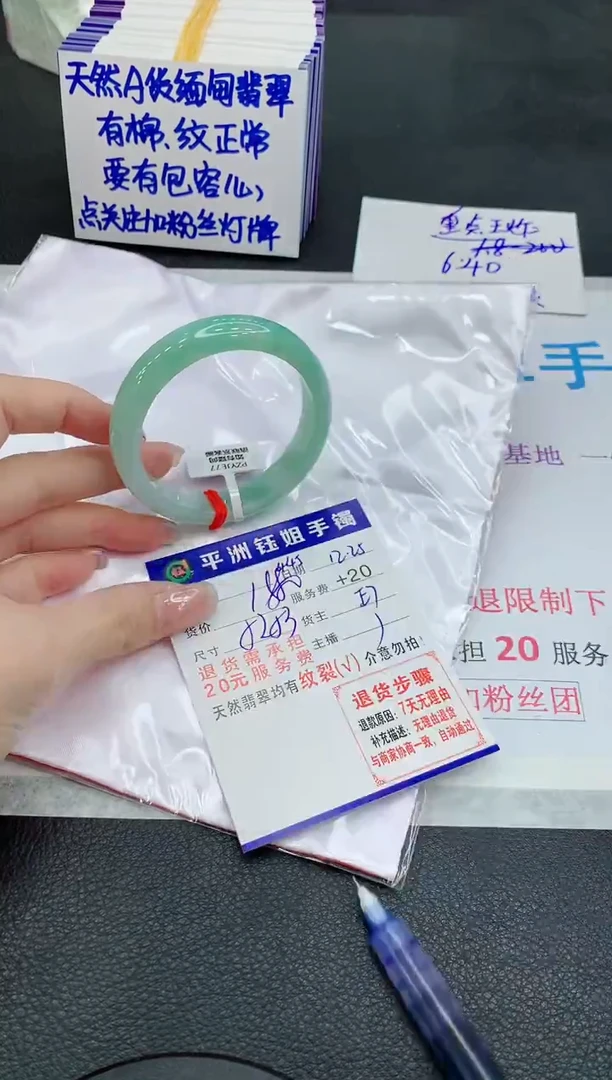 天然A货缅甸翡翠
有棉、纹正常
要有包容心,
点关注加粉丝灯牌
6:40
手
基地 一
平洲钰姐手镯
日期 12.25
货价
服务费 +20
尺寸
货主
退货需承担 主播
20元服务费
天然翡翠均有纹裂(√) 介意勿拍!
退货步骤
退款原因:7天无理由
补充描述:无理由退货
与商家协商一致,自动通过
退限制下
担 20 服务
粉丝团